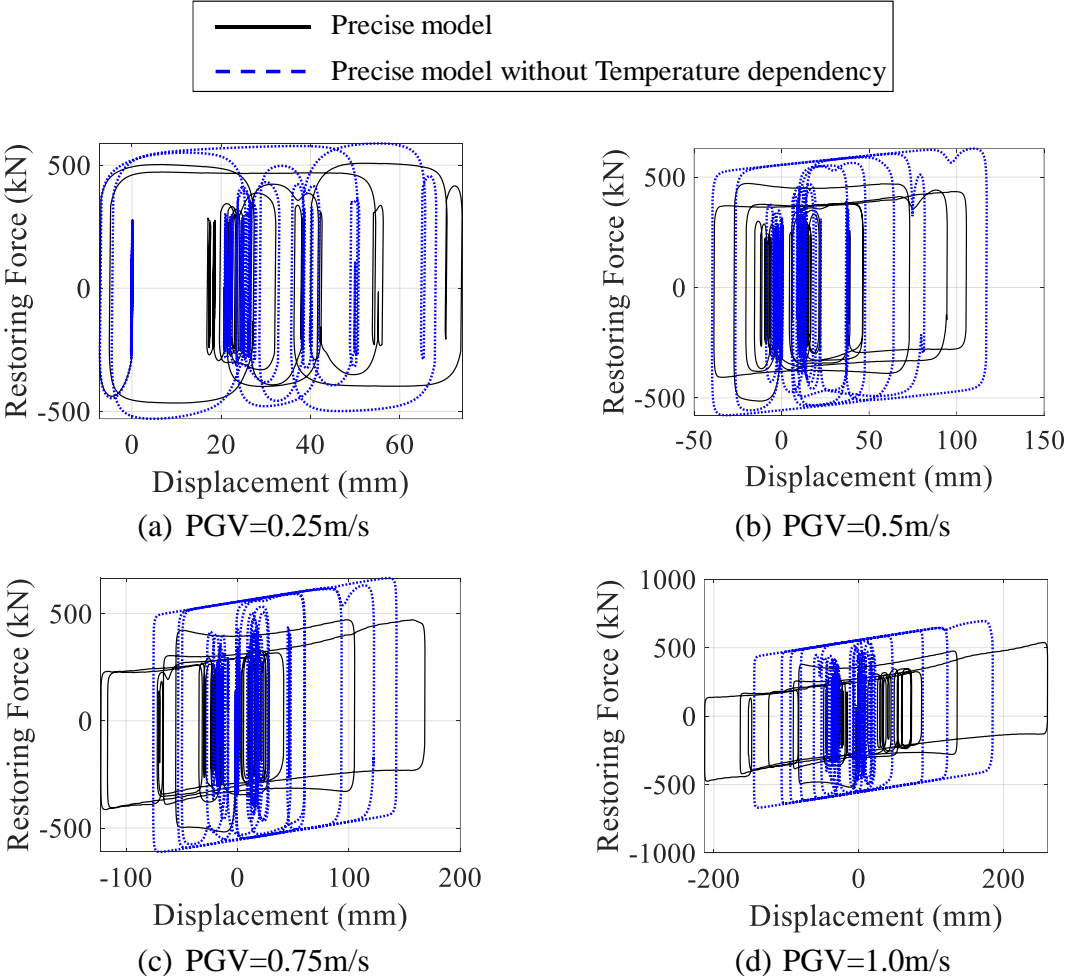 Precise model
Precise model without Temperature dependency
Restoring Force (kN)
500
0
-500
0 20 40 60
Displacement (mm)
(a) PGV=0.25m/s
Restoring Force (kN)
500
0
-500
-50 0 50 100 150
Displacement (mm)
(b) PGV=0.5m/s
Restoring Force (kN)
500
0
-500
-100 0 100 200
Displacement (mm)
(c) PGV=0.75m/s
Restoring Force (kN)
1000
500
0
-500
-1000
-200 0 200
Displacement (mm)
(d) PGV=1.0m/s